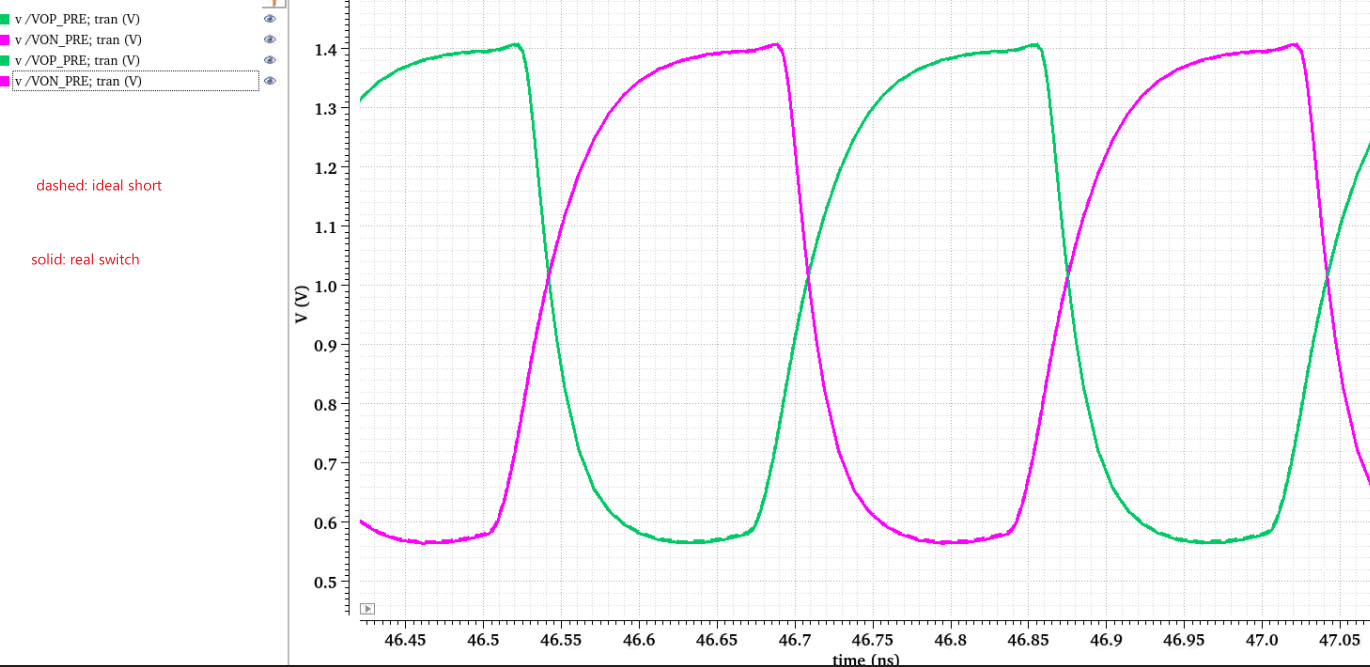 v /VOP_PRE; tran (V)
v /VON_PRE; tran (V)
v /VOP_PRE; tran (V)
v /VON_PRE; tran (V)
dashed: ideal short
solid: real switch
V (V)
1.4
1.3
1.2
1.1
1.0
0.9
0.8
0.7
0.6
0.5
46.45 46.5 46.55 46.6 46.65 46.7 46.75 46.8 46.85 46.9 46.95 47.0 47.05
time (ns)